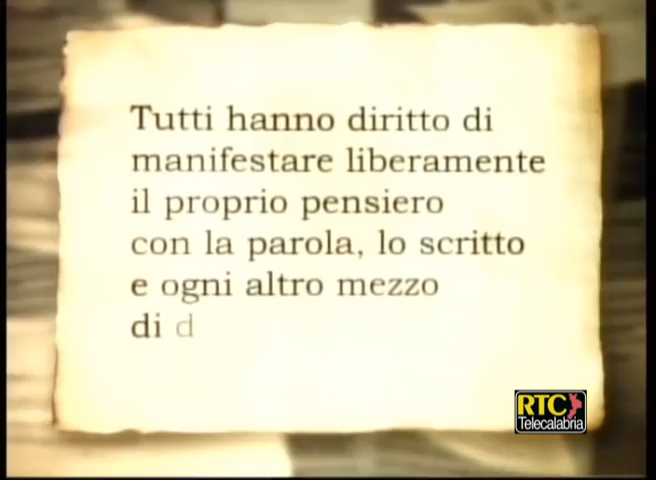 Tutti hanno diritto di
manifestare liberamente
il proprio pensiero
con la parola, lo scritto
e ogni altro mezzo
di d
RTC
Telecalabria